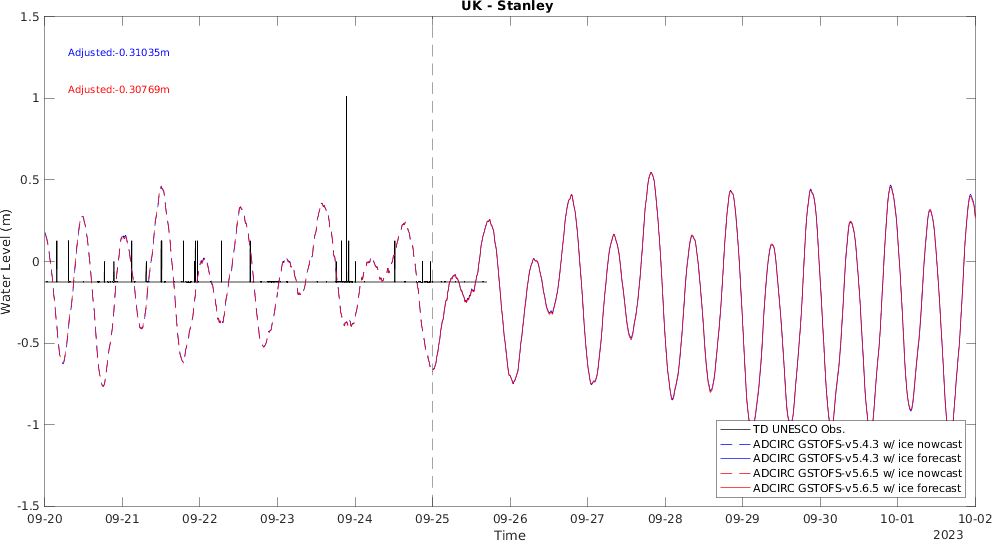 UK - Stanley
1.5
Adjusted:-0.31035m
Adjusted:-0.30769m
1
0.5
0
-0.5
-1
-1.5
Water Level (m)
TD UNESCO Obs.
ADCIRC GSTOFS-v5.4.3 w/ ice nowcast
ADCIRC GSTOFS-v5.4.3 w/ ice forecast
ADCIRC GSTOFS-v5.6.5 w/ ice nowcast
ADCIRC GSTOFS-v5.6.5 w/ ice forecast
09-20 09-21 09-22 09-23 09-24 09-25 09-26 09-27 09-28 09-29 09-30 10-01 10-02
Time
2023